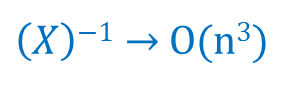 (X)⁻¹ → O(n³)